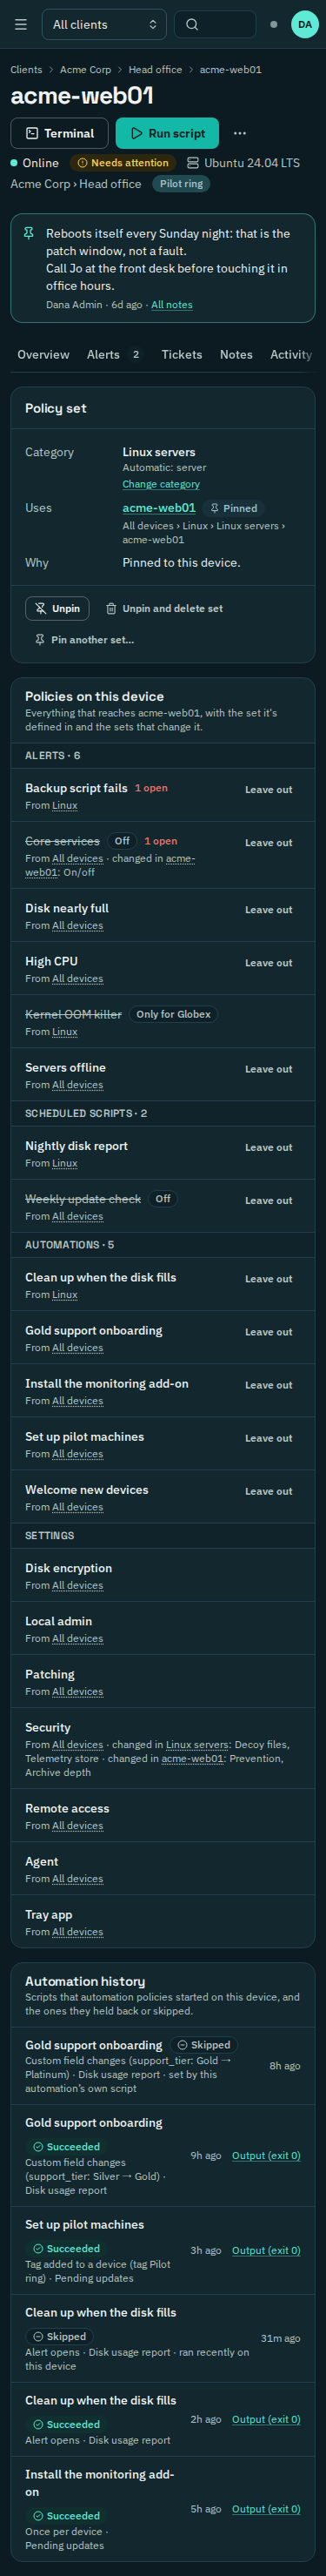 All clients
DA
Clients > Acme Corp > Head office > acme-web01
acme-web01
Terminal
Run script
Online
Needs attention
Ubuntu 24.04 LTS
Acme Corp › Head office
Pilot ring
Reboots itself every Sunday night: that is the
patch window, not a fault.
Call Jo at the front desk before touching it in
office hours.
Dana Admin · 6d ago · All notes
Overview
Alerts 2
Tickets
Notes
Activity
Policy set
Category
Linux servers
Automatic: server
Change category
Uses
acme-web01
Pinned
All devices › Linux › Linux servers ›
acme-web01
Why
Pinned to this device.
Unpin
Unpin and delete set
Pin another set...
Policies on this device
Everything that reaches acme-web01, with the set it's
defined in and the sets that change it.
ALERTS · 6
Backup script fails 1 open
Leave out
From Linux
Core services Off 1 open
Leave out
From All devices · changed in acme-
web01: On/off
Disk nearly full
Leave out
From All devices
High CPU
Leave out
From All devices
Kernel OOM killer Only for Globex
From Linux
Servers offline
Leave out
From All devices
SCHEDULED SCRIPTS · 2
Nightly disk report
Leave out
From Linux
Weekly update check Off
Leave out
From All devices
AUTOMATIONS · 5
Clean up when the disk fills
Leave out
From Linux
Gold support onboarding
Leave out
From All devices
Install the monitoring add-on
Leave out
From All devices
Set up pilot machines
Leave out
From All devices
Welcome new devices
Leave out
From All devices
SETTINGS
Disk encryption
From All devices
Local admin
From All devices
Patching
From All devices
Security
From All devices · changed in Linux servers: Decoy files,
Telemetry store · changed in acme-web01: Prevention,
Archive depth
Remote access
From All devices
Agent
From All devices
Tray app
From All devices
Automation history
Scripts that automation policies started on this device, and
the ones they held back or skipped.
Gold support onboarding Skipped
Custom field changes (support_tier: Gold →
Platinum) · Disk usage report · set by this
automation's own script
8h ago
Gold support onboarding
Succeeded
Custom field changes
(support_tier: Silver → Gold) ·
Disk usage report
9h ago
Output (exit 0)
Set up pilot machines
Succeeded
Tag added to a device (tag Pilot
ring) · Pending updates
3h ago
Output (exit 0)
Clean up when the disk fills
Skipped
Alert opens · Disk usage report · ran recently on
this device
31m ago
Clean up when the disk fills
Succeeded
Alert opens · Disk usage report
2h ago
Output (exit 0)
Install the monitoring add-
on
Succeeded
Once per device ·
Pending updates
5h ago
Output (exit 0)